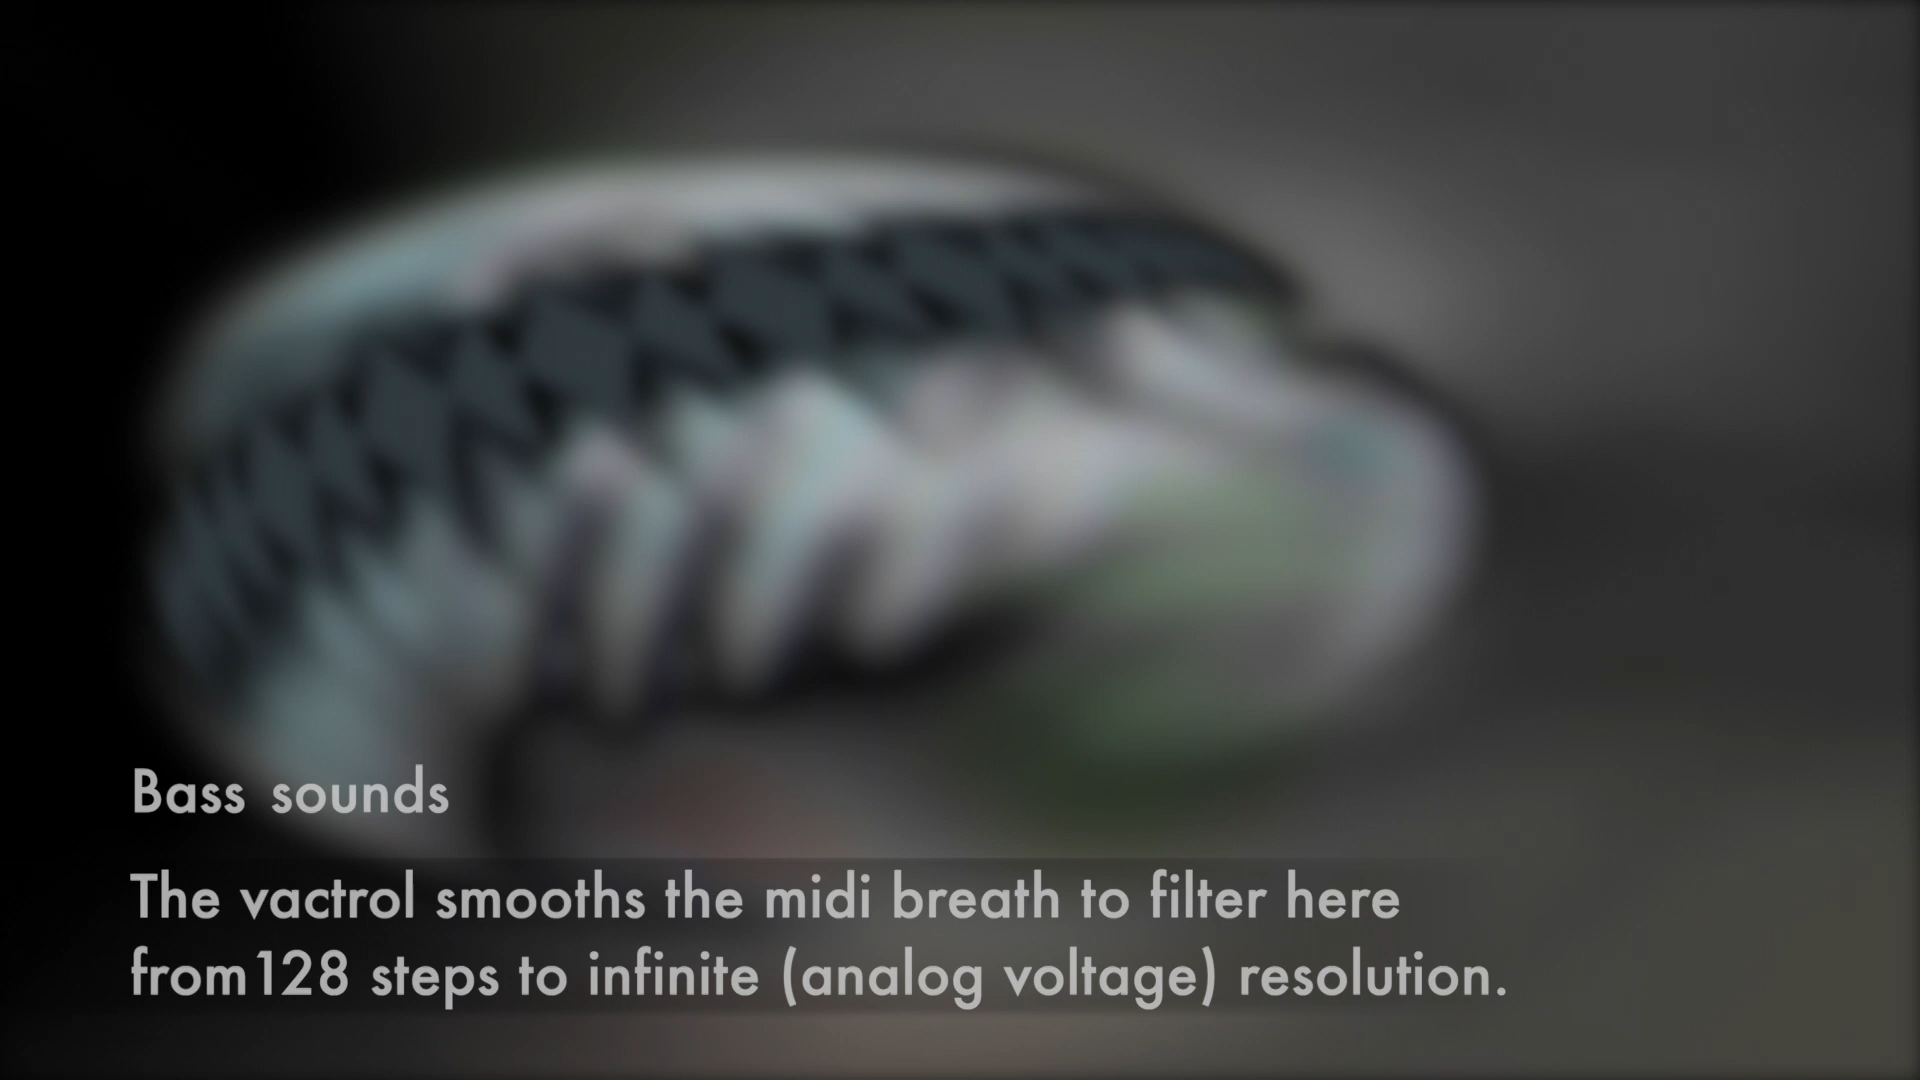 Bass sounds
The vactrol smooths the midi breath to filter here
from128 steps to infinite (analog voltage) resolution.